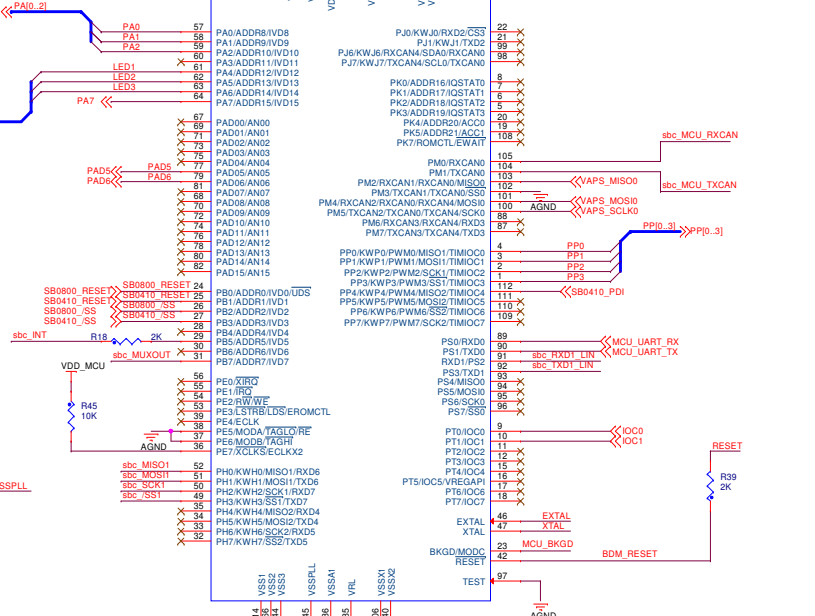 PA[0..2]
PA0 57 PA0/ADDR8/IVD8
PA1 58 PA1/ADDR9/IVD9
PA2 59 PA2/ADDR10/IVD10
60 PA3/ADDR11/IVD11
LED1 61 PA4/ADDR12/IVD12
LED2 62 PA5/ADDR13/IVD13
LED3 63 PA6/ADDR14/IVD14
PA7 64 PA7/ADDR15/IVD15
67 PAD00/AN00
69 PAD01/AN01
71 PAD02/AN02
73 PAD03/AN03
75 PAD04/AN04
PAD5 PAD5 77 PAD05/AN05
PAD6 PAD6 79 PAD06/AN06
81 PAD07/AN07
68 PAD08/AN08
70 PAD09/AN09
72 PAD10/AN10
74 PAD11/AN11
76 PAD12/AN12
78 PAD13/AN13
80 PAD14/AN14
82 PAD15/AN15
SB0800_RESET SB0800_RESET 24 PB0/ADDR0/IVD0/UDS
SB0410_RESET SB0410_RESET 25 PB1/ADDR1/IVD1
SB0800_/SS SB0800_/SS 26 PB2/ADDR2/IVD2
SB0410_/SS SB0410_/SS 27 PB3/ADDR3/IVD3
28 PB4/ADDR4/IVD4
sbc_INT R18 2K 29 PB5/ADDR5/IVD5
30 PB6/ADDR6/IVD6
sbc_MUXOUT 31 PB7/ADDR7/IVD7
VDD_MCU
R45
10K
AGND
56 PE0/XIRQ
55 PE1/IRQ
54 PE2/RW/WE
53 PE3/LSTRB/LDS/EROMCTL
39 PE4/ECLK
38 PE5/MODA/TAGLO/RE
37 PE6/MODB/TAGHI
36 PE7/XCLKS/ECLKX2
sbc_MISO1 52 PH0/KWH0/MISO1/RXD6
sbc_MOSI1 51 PH1/KWH1/MOSI1/TXD6
sbc_SCK1 50 PH2/KWH2/SCK1/RXD7
sbc_/SS1 49 PH3/KWH3/SS1/TXD7
35 PH4/KWH4/MISO2/RXD4
34 PH5/KWH5/MOSI2/TXD4
33 PH6/KWH6/SCK2/RXD5
32 PH7/KWH7/SS2/TXD5
SSPLL
PJ0/KWJ0/RXD2/CS3 22
PJ1/KWJ1/TXD2 21
PJ6/KWJ6/RXCAN4/SDA0/RXCAN0 99
PJ7/KWJ7/TXCAN4/SCL0/TXCAN0 98
PK0/ADDR16/IQSTAT0 8
PK1/ADDR17/IQSTAT1 7
PK2/ADDR18/IQSTAT2 6
PK3/ADDR19/IQSTAT3 5
PK4/ADDR20/ACC0 20
PK5/ADDR21/ACC1 19
PK7/ROMCTL/EWAIT 108
PM0/RXCAN0 105 sbc_MCU_RXCAN
PM1/TXCAN0 104 sbc_MCU_TXCAN
PM2/RXCAN1/RXCAN0/MISO0 103 VAPS_MISO0
PM3/TXCAN1/TXCAN0/SS0 102 AGND
PM4/RXCAN2/RXCAN0/RXCAN4/MOSI0 101 VAPS_MOSI0
PM5/TXCAN2/TXCAN0/TXCAN4/SCK0 100 VAPS_SCLK0
PM6/RXCAN3/RXCAN4/RXD3 88
PM7/TXCAN3/TXCAN4/TXD3 87
PP0/KWP0/PWM0/MISO1/TIMIOC0 4 PP0 PP[0..3] PP[0..3]
PP1/KWP1/PWM1/MOSI1/TIMIOC1 3 PP1
PP2/KWP2/PWM2/SCK1/TIMIOC2 2 PP2
PP3/KWP3/PWM3/SS1/TIMIOC3 1 PP3
PP4/KWP4/PWM4/MISO2/TIMIOC4 112 SB0410_PDI
PP5/KWP5/PWM5/MOSI2/TIMIOC5 111
PP6/KWP6/PWM6/SS2/TIMIOC6 110
PP7/KWP7/PWM7/SCK2/TIMIOC7 109
PS0/RXD0 89 MCU_UART_RX
PS1/TXD0 90 MCU_UART_TX
RXD1/PS2 91 sbc_RXD1_LIN
PS3/TXD1 92 sbc_TXD1_LIN
PS4/MISO0 93
PS5/MOSI0 94
PS6/SCK0 95
PS7/SS0 96
PT0/IOC0 9 IOC0
PT1/IOC1 10 IOC1
PT2/IOC2 11
PT3/IOC3 12
PT4/IOC4 15
PT5/IOC5/VREGAPI 16
PT6/IOC6 17
PT7/IOC7 18
RESET
R39
2K
EXTAL 46 EXTAL
XTAL 47 XTAL
BKGD/MODC 23 MCU_BKGD
RESET 42 BDM_RESET
TEST 97
AGND
VSS1 VSS2 VSS3 VSSPLL VSSA1 VRL VSSX1 VSSX2